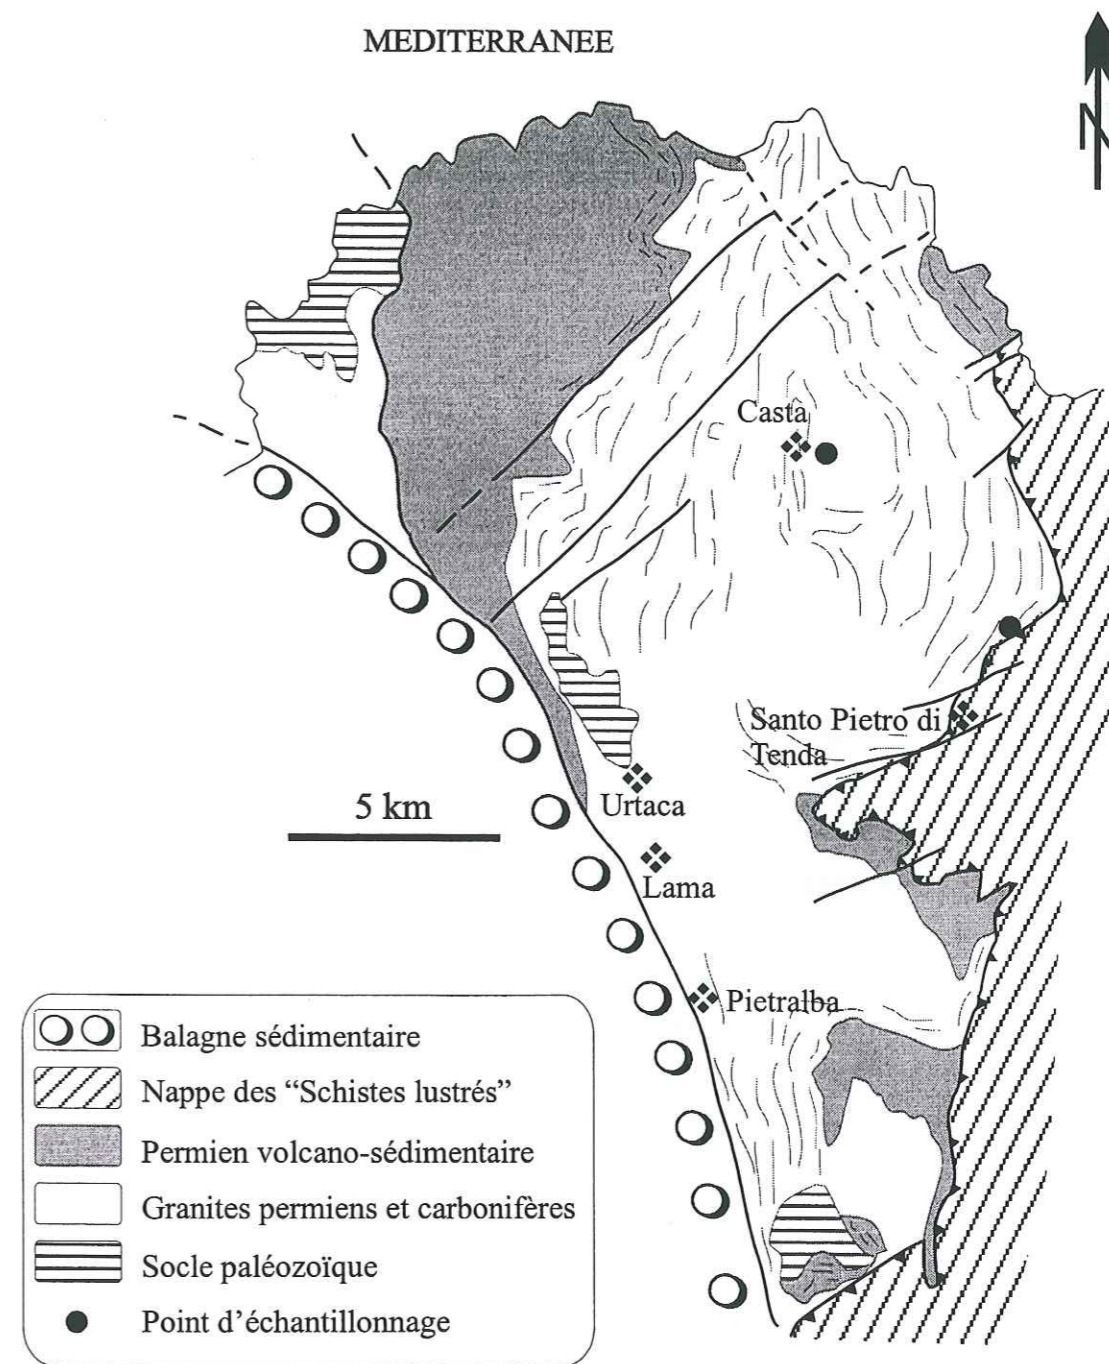 MEDITERRANEE
N
Casta
Santo Pietro di
Tenda
Urtaca
5 km
Lama
Pietralba
Balagne sédimentaire
Nappe des “Schistes lustrés”
Permien volcano-sédimentaire
Granites permiens et carbonifères
Socle paléozoïque
Point d’échantillonnage